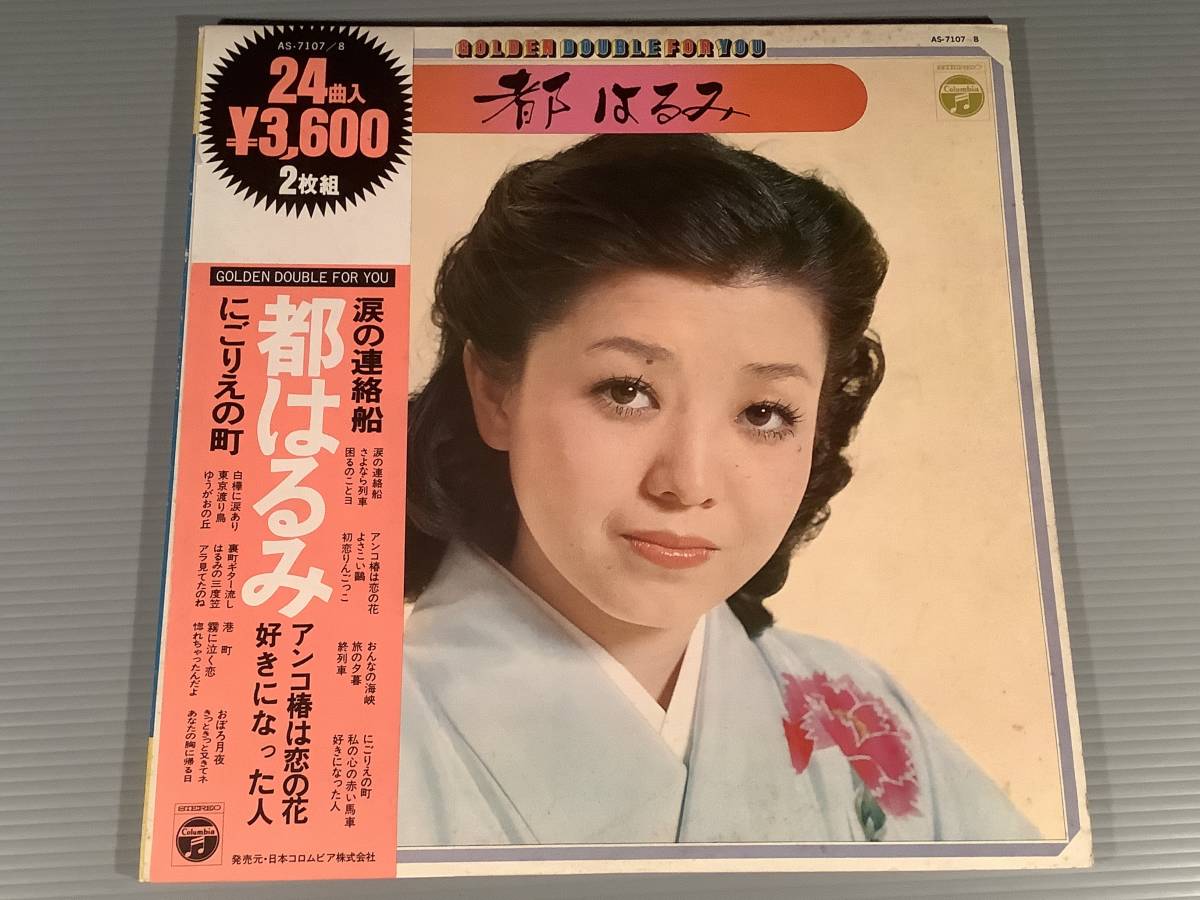 AS-7107/8
24曲入
¥3,600
2枚組
GOLDEN DOUBLE FOR YOU
涙の連絡船
にごりえの町
都はるみ
アンコ椿は恋の花
好きになった人
涙の連絡船
さよなら列車
困るのことヨ
アンコ椿は恋の花
よさこい鴎
初恋りんごっこ
おんなの海峡
旅の夕暮
終列車
にごりえの町
私の心の赤い馬車
好きになった人
白樺に涙あり
東京渡り鳥
ゆうがおの丘
裏町ギター流し
はるみの三度笠
アラ見てたのね
港町
霧に泣く恋
惚れちゃったんだよ
おぼろ月夜
きっときっと又きてネ
あなたの胸に帰る日
STEREO
Columbia
発売元・日本コロムビア株式会社
GOLDEN DOUBLE FOR YOU
AS-7107~8
都はるみ
STEREO
Columbia